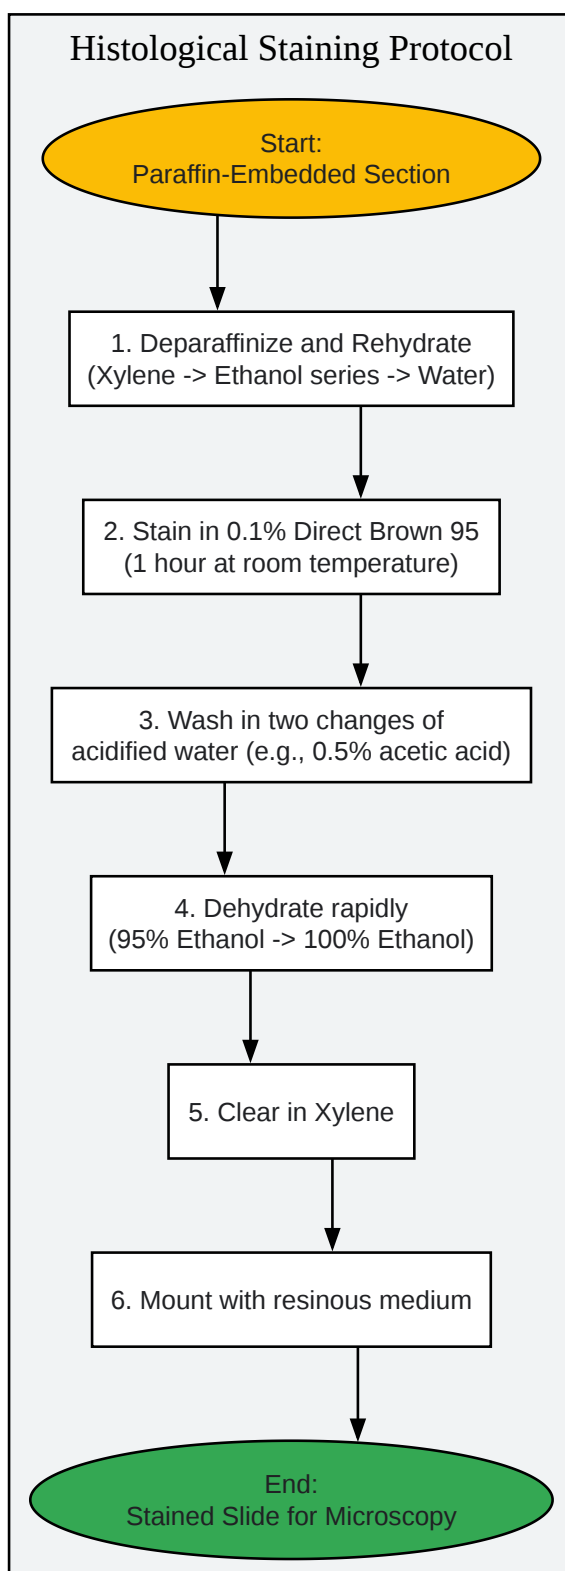 Histological Staining Protocol
Start:
Paraffin-Embedded Section
1. Deparaffinize and Rehydrate
(Xylene -> Ethanol series -> Water)
2. Stain in 0.1% Direct Brown 95
(1 hour at room temperature)
3. Wash in two changes of
acidified water (e.g., 0.5% acetic acid)
4. Dehydrate rapidly
(95% Ethanol -> 100% Ethanol)
5. Clear in Xylene
6. Mount with resinous medium
End:
Stained Slide for Microscopy